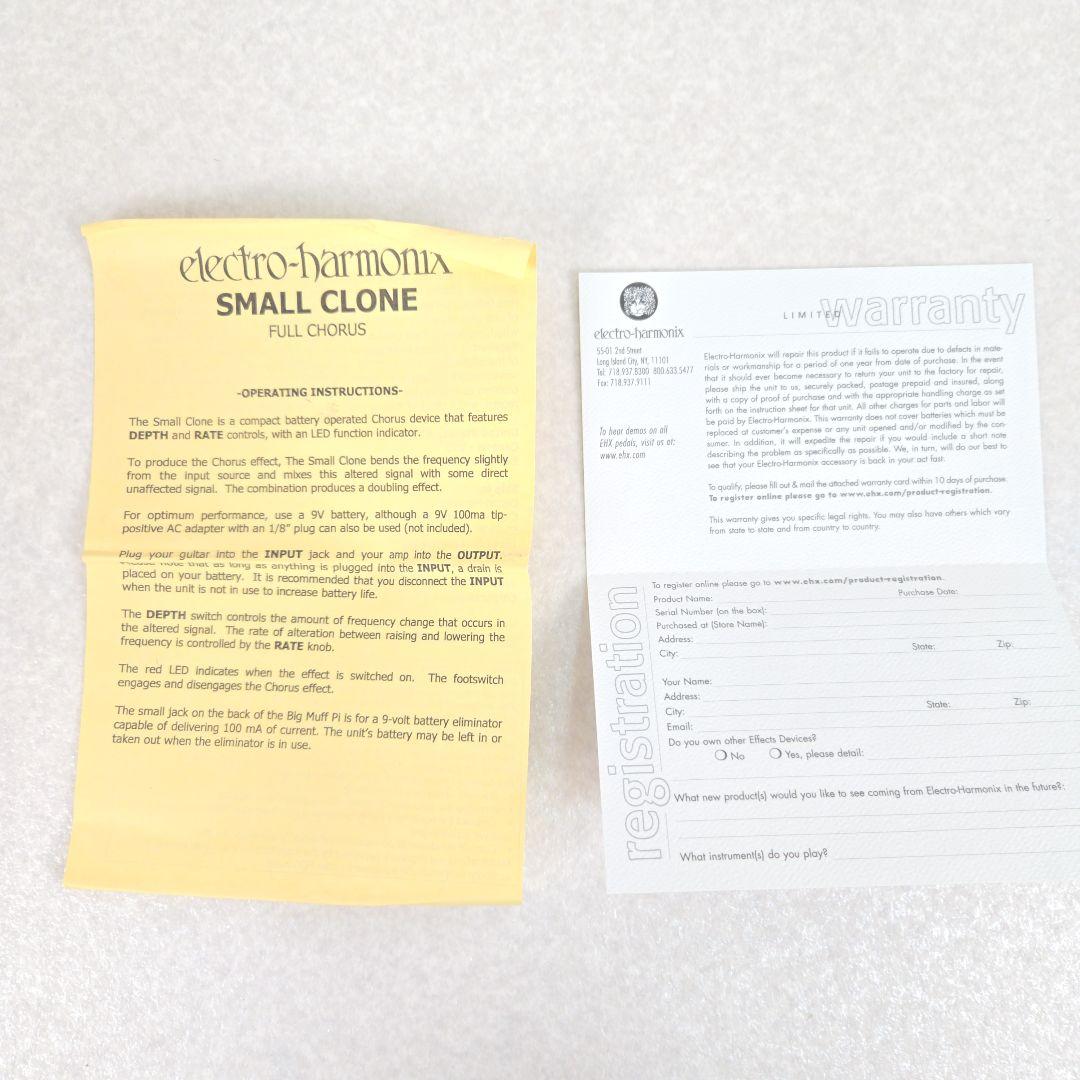 electro-harmonix
SMALL CLONE
FULL CHORUS
-OPERATING INSTRUCTIONS-
The Small Clone is a compact battery operated Chorus device that features
DEPTH and RATE controls, with an LED function indicator.
To produce the Chorus effect, The Small Clone bends the frequency slightly
from the input source and mixes this altered signal with some direct
unaffected signal. The combination produces a doubling effect.
For optimum performance, use a 9V battery, although a 9V 100ma tip-
positive AC adapter with an 1/8" plug can also be used (not included).
Plug your guitar into the INPUT jack and your amp into the OUTPUT.
Please note that as long as anything is plugged into the INPUT, a drain is
placed on your battery. It is recommended that you disconnect the INPUT
when the unit is not in use to increase battery life.
The DEPTH switch controls the amount of frequency change that occurs in
the altered signal. The rate of alteration between raising and lowering the
frequency is controlled by the RATE knob.
The red LED indicates when the effect is switched on. The footswitch
engages and disengages the Chorus effect.
The small jack on the back of the Big Muff Pi is for a 9-volt battery eliminator
capable of delivering 100 mA of current. The unit's battery may be left in or
taken out when the eliminator is in use.
electro-harmonix
55-01 2nd Street
Long Island City, NY, 11101
Tel: 718.937.8300 800.633.5477
Fax: 718.937.9111
To hear demos on all
EHX pedals, visit us at:
www.ehx.com
LIMITED warranty
Electro-Harmonix will repair this product if it fails to operate due to defects in mate-
rials or workmanship for a period of one year from date of purchase. In the event
that it should ever become necessary to return your unit to the factory for repair,
please ship the unit to us, securely packed, postage prepaid and insured, along
with a copy of proof of purchase and with the appropriate handling charge as set
forth on the instruction sheet for that unit. All other charges for parts and labor will
be paid by Electro-Harmonix. This warranty does not cover batteries which must be
replaced at customer's expense or any unit opened and/or modified by the con-
sumer. In addition, it will expedite the repair if you would include a short note
describing the problem as specifically as possible. We, in turn, will do our best to
see that your Electro-Harmonix accessory is back in your act fast.
To qualify, please fill out & mail the attached warranty card within 10 days of purchase.
To register online please go to www.ehx.com/product-registration.
This warranty gives you specific legal rights. You may also have others which vary
from state to state and from country to country.
registration
To register online please go to www.ehx.com/product-registration.
Product Name: Purchase Date:
Serial Number (on the box):
Purchased at (Store Name):
Address:
City: State: Zip:
Your Name:
Address:
City: State: Zip:
Email:
Do you own other Effects Devices?
No Yes, please detail:
What new product(s) would you like to see coming from Electro-Harmonix in the future?:
What instrument(s) do you play?